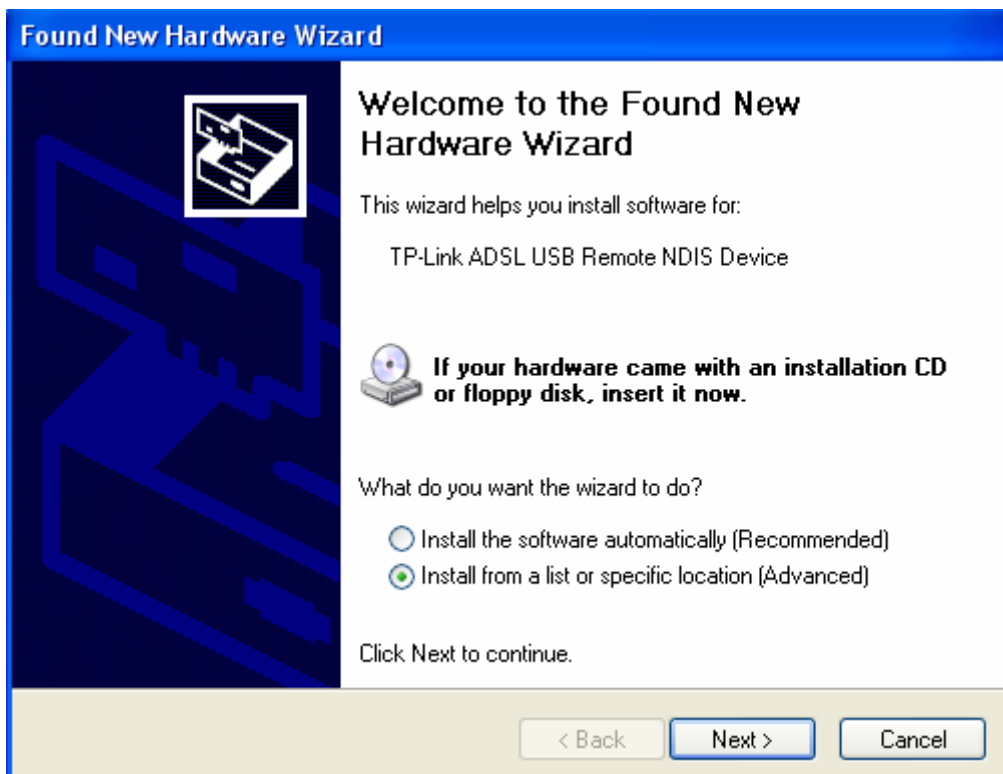 Found New Hardware Wizard
Welcome to the Found New
Hardware Wizard
This wizard helps you install software for:
TP-Link ADSL USB Remote NDIS Device
If your hardware came with an installation CD
or floppy disk, insert it now.
What do you want the wizard to do?
Install the software automatically (Recommended)
Install from a list or specific location (Advanced)
Click Next to continue.
< Back
Next >
Cancel